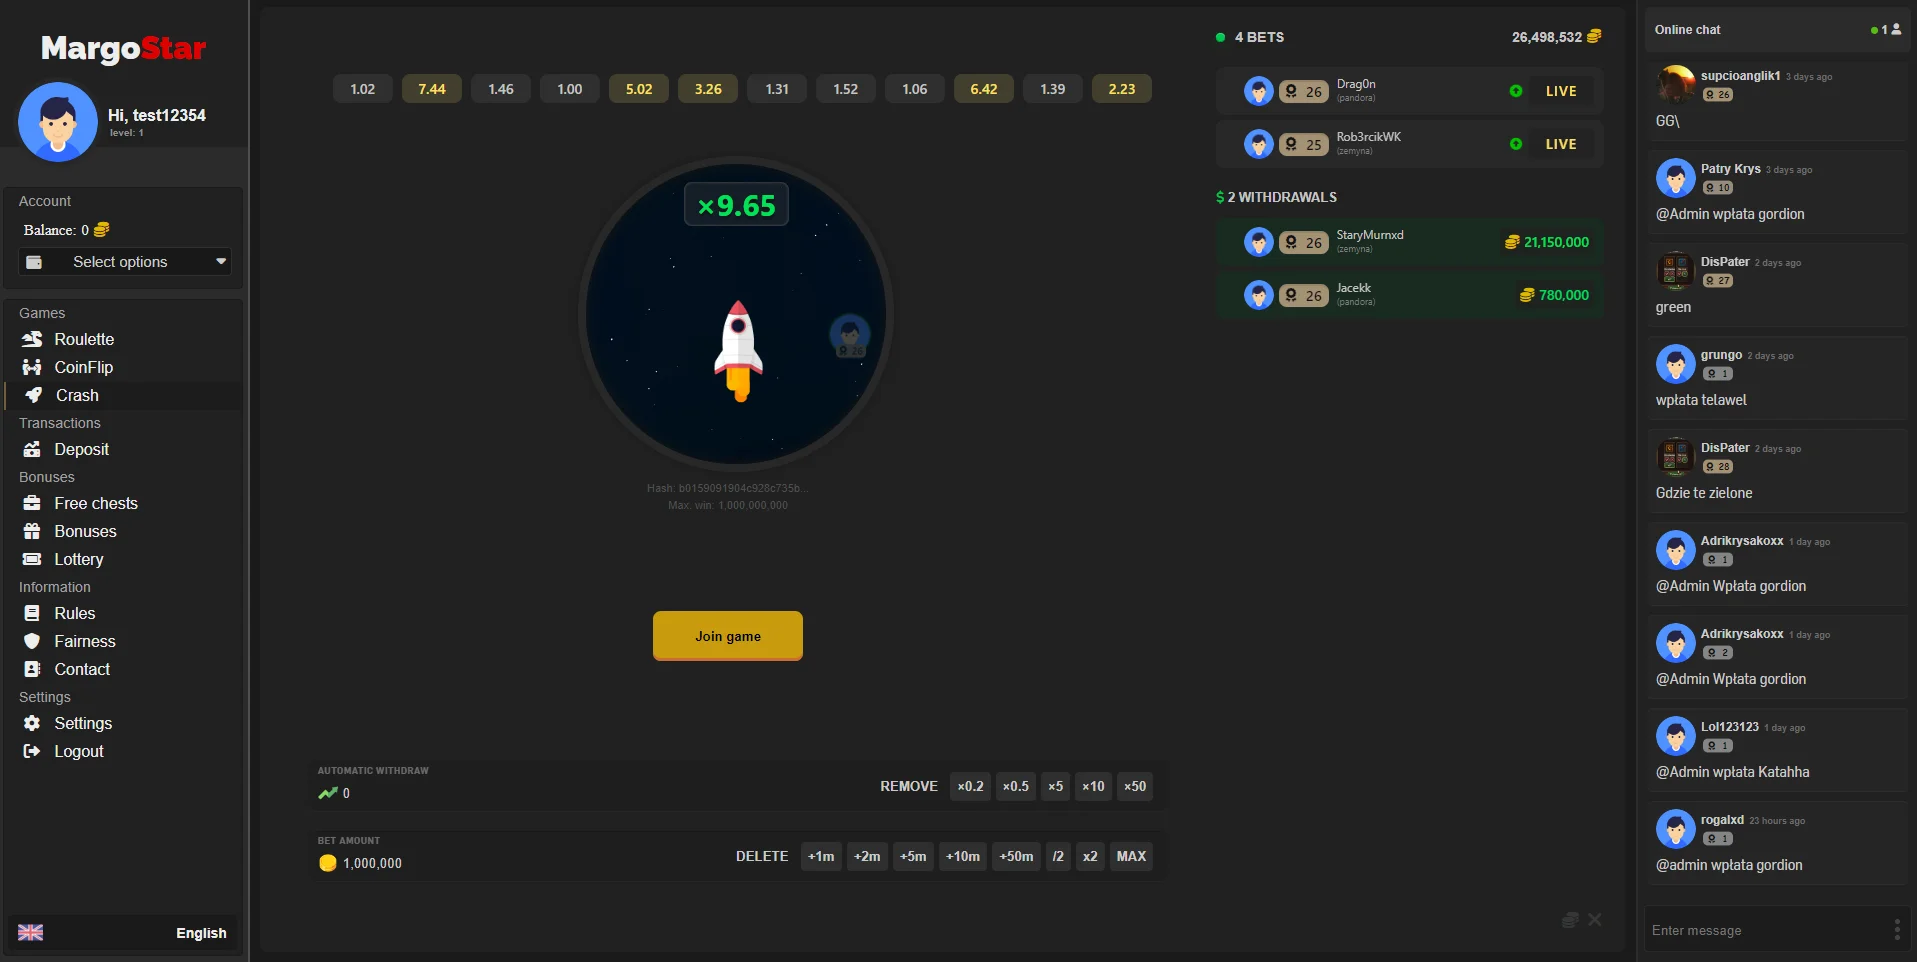 MargoStar
Hi, test12354
level: 1
Account
Balance: 0
Select options
Games
Roulette
CoinFlip
Crash
Transactions
Deposit
Bonuses
Free chests
Bonuses
Lottery
Information
Rules
Fairness
Contact
Settings
Settings
Logout
English
1.02 7.44 1.46 1.00 5.02 3.26 1.31 1.52 1.06 6.42 1.39 2.23
×9.65
26
Hash: b0159091904c928c735b...
Max. win: 1,000,000,000
Join game
AUTOMATIC WITHDRAW
0
REMOVE ×0.2 ×0.5 ×5 ×10 ×50
BET AMOUNT
1,000,000
DELETE +1m +2m +5m +10m +50m /2 x2 MAX
4 BETS 26,498,532
26 Drag0n LIVE
(pandora)
25 Rob3rcikWK LIVE
(zemyna)
$ 2 WITHDRAWALS
26 StaryMurnxd 21,150,000
(zemyna)
26 Jacekk 780,000
(pandora)
Online chat 1
supcioanglik1 3 days ago
26
GG\
Patry Krys 3 days ago
10
@Admin wpłata gordion
DisPater 2 days ago
27
green
grungo 2 days ago
1
wpłata telawel
DisPater 2 days ago
28
Gdzie te zielone
Adrikrysakoxx 1 day ago
1
@Admin Wpłata gordion
Adrikrysakoxx 1 day ago
2
@Admin Wpłata gordion
Lol123123 1 day ago
1
@Admin wpłata Katahha
rogalxd 23 hours ago
1
@admin wpłata gordion
Enter message